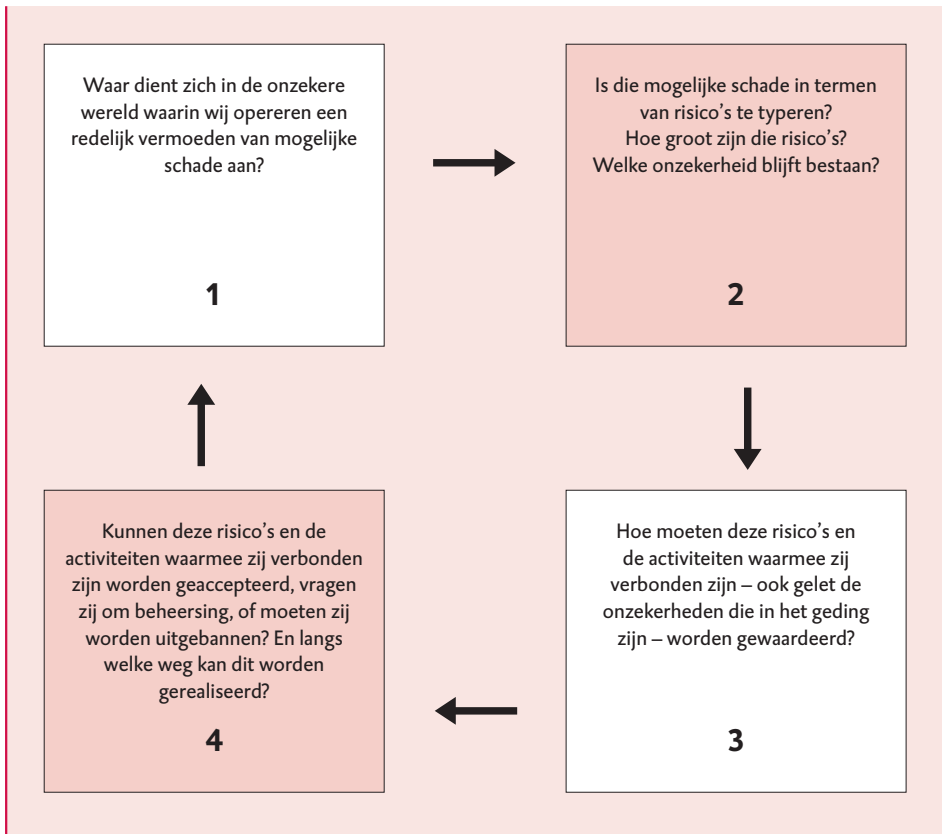 Waar dient zich in de onzekere
wereld waarin wij opereren een
redelijk vermoeden van mogelijke
schade aan?
1
Is die mogelijke schade in termen
van risico's te typeren?
Hoe groot zijn die risico's?
Welke onzekerheid blijft bestaan?
2
Hoe moeten deze risico's en
de activiteiten waarmee zij
verbonden zijn – ook gelet de
onzekerheden die in het geding
zijn – worden gewaardeerd?
3
Kunnen deze risico's en de
activiteiten waarmee zij verbonden
zijn worden geaccepteerd, vragen
zij om beheersing, of moeten zij
worden uitgebannen? En langs
welke weg kan dit worden
gerealiseerd?
4